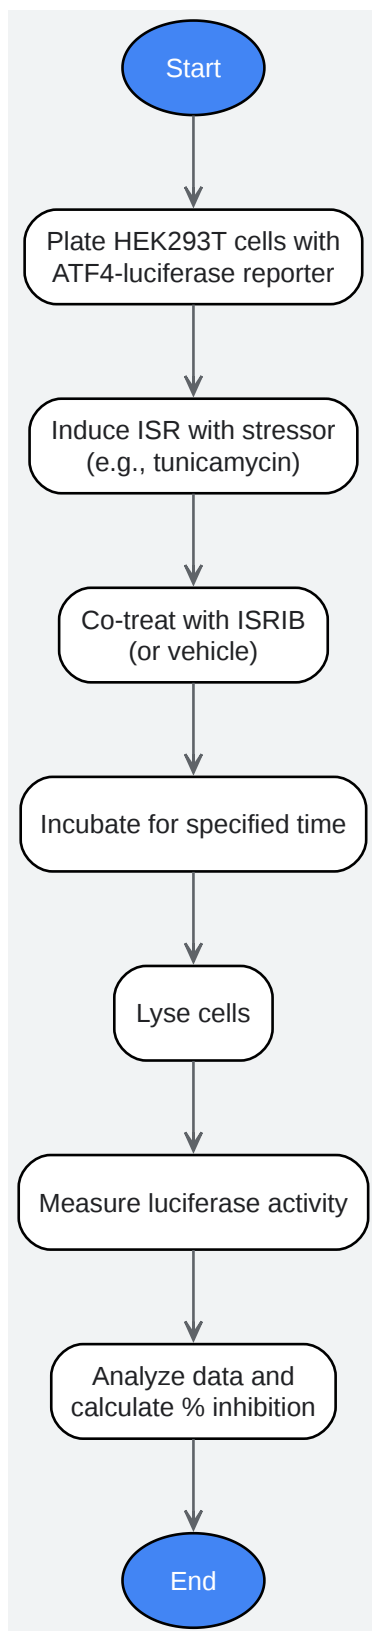 Start
Plate HEK293T cells with
ATF4-luciferase reporter
Induce ISR with stressor
(e.g., tunicamycin)
Co-treat with ISRIB
(or vehicle)
Incubate for specified time
Lyse cells
Measure luciferase activity
Analyze data and
calculate % inhibition
End